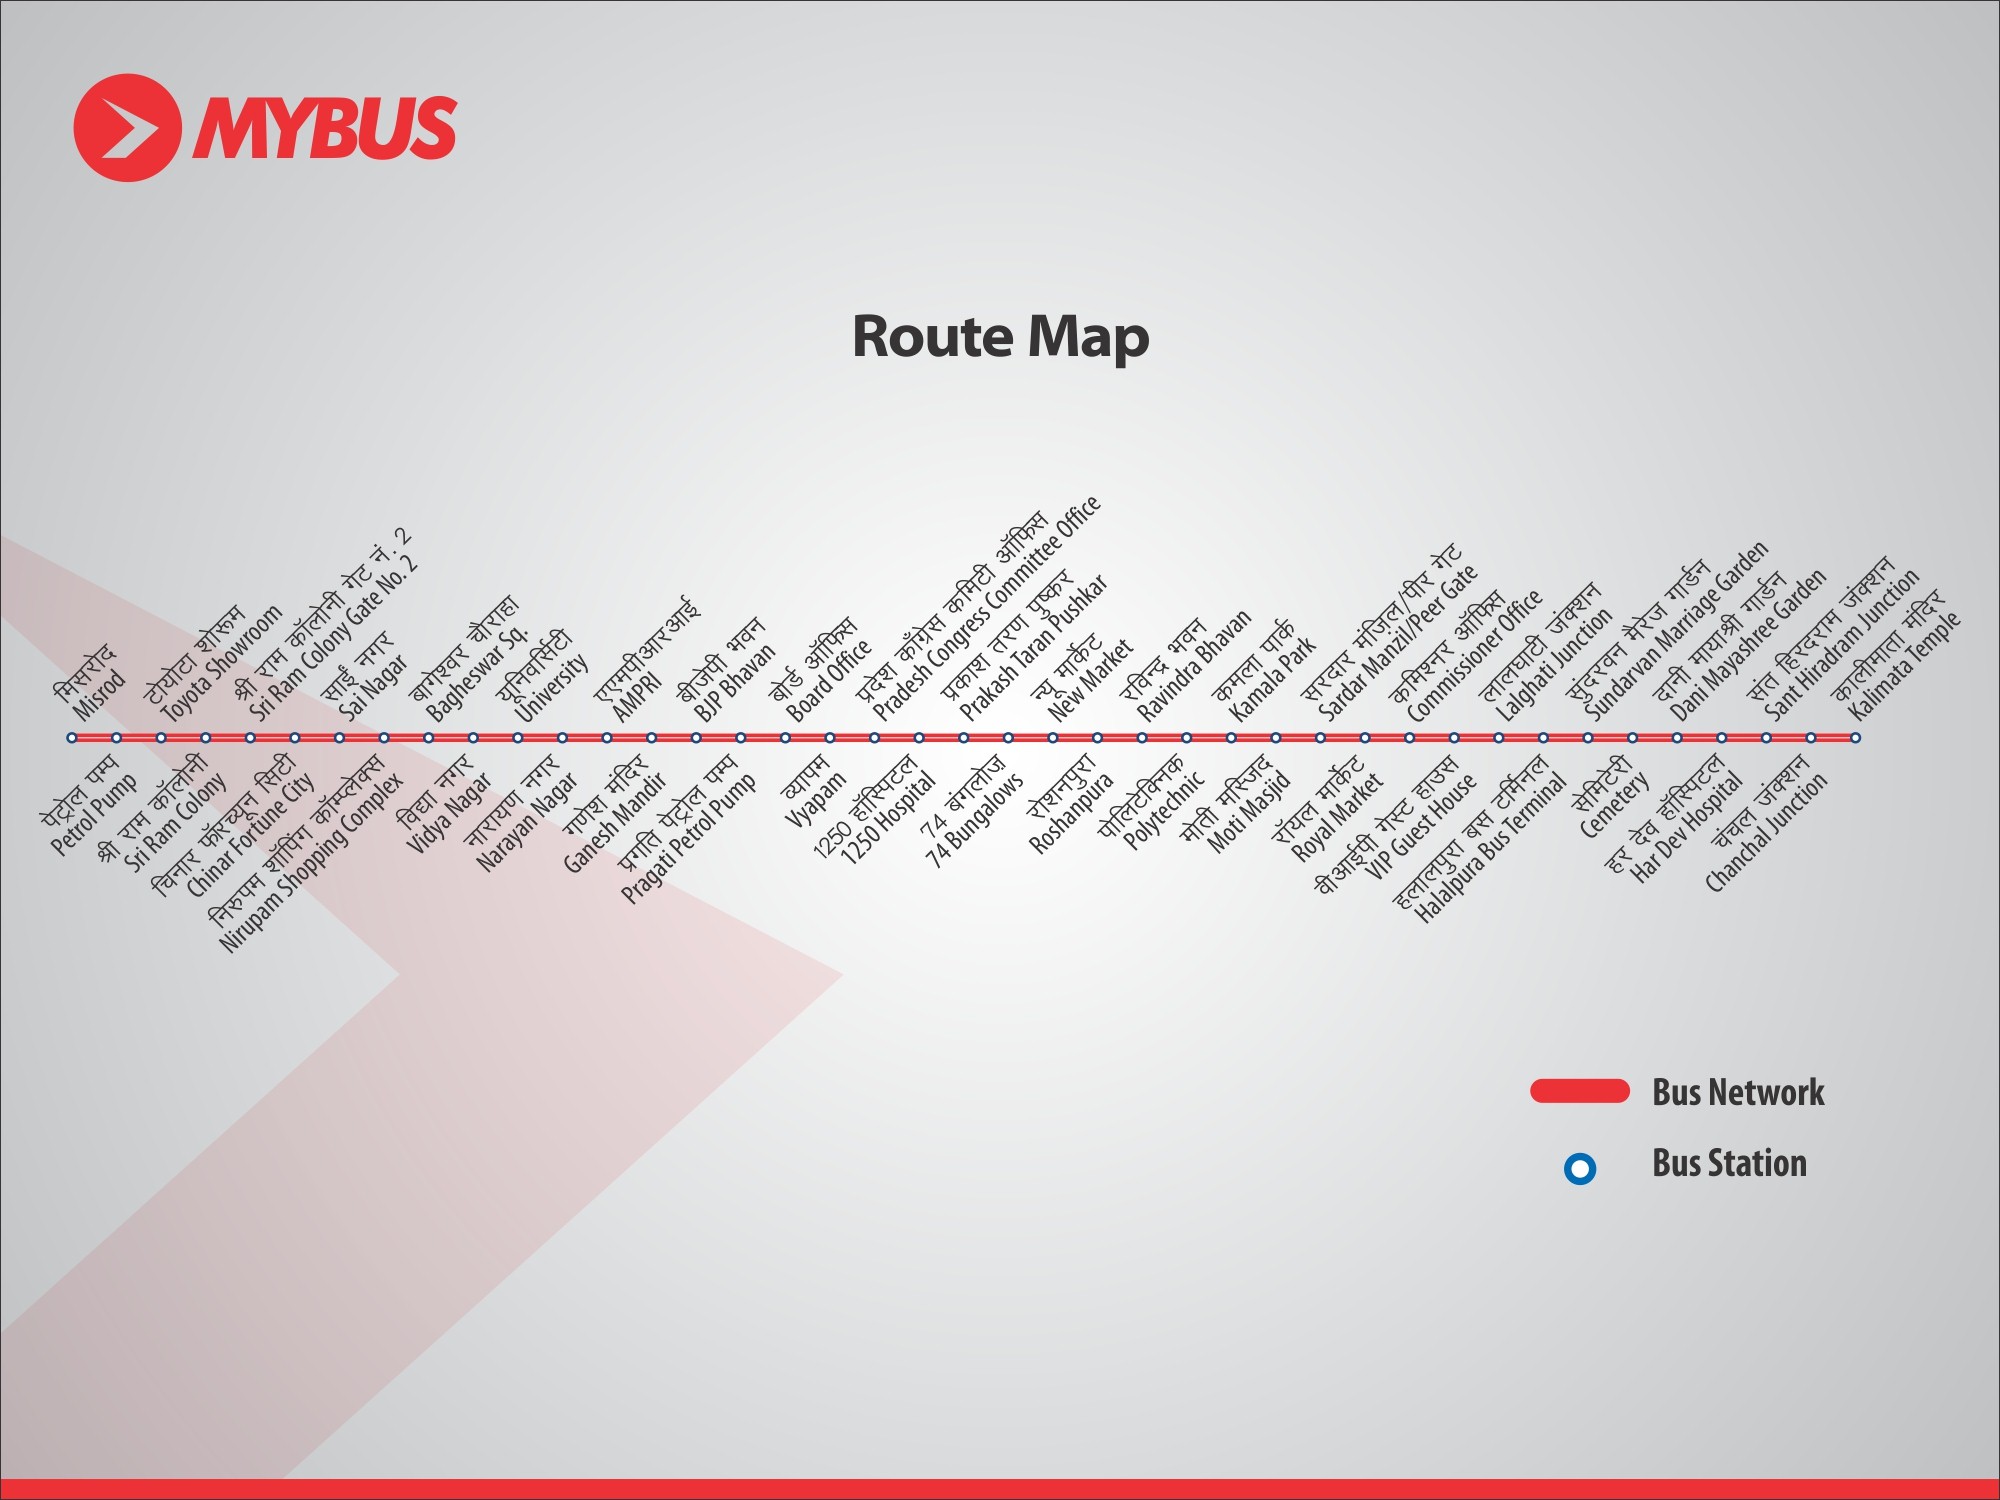 MYBUS
Route Map
मिसरोद
Misrod
टोयोटा शोरूम
Toyota Showroom
श्री राम कॉलोनी गेट नं. 2
Sri Ram Colony Gate No. 2
साईं नगर
Sai Nagar
बागेश्वर चौराहा
Bagheswar Sq.
यूनिवर्सिटी
University
एएमपीआरआई
AMPRI
बीजेपी भवन
BJP Bhavan
बोर्ड ऑफिस
Board Office
प्रदेश काँग्रेस कमिटी ऑफिस
Pradesh Congress Committee Office
प्रकाश तरण पुष्कर
Prakash Taran Pushkar
न्यू मार्केट
New Market
रविन्द्र भवन
Ravindra Bhavan
कमला पार्क
Kamala Park
सरदार मंजिल/पीर गेट
Sardar Manzil/Peer Gate
कमिश्नर ऑफिस
Commissioner Office
लालघाटी जंक्शन
Lalghati Junction
सुंदरवन मैरेज गार्डन
Sundarvan Marriage Garden
दानी मायाश्री गार्डन
Dani Mayashree Garden
संत हिरदराम जंक्शन
Sant Hiradram Junction
कालीमाता मंदिर
Kalimata Temple
पेट्रोल पम्प
Petrol Pump
श्री राम कॉलोनी
Sri Ram Colony
चिनार फॉरच्यून सिटी
Chinar Fortune City
निरुपम शॉपिंग कॉम्प्लेक्स
Nirupam Shopping Complex
विद्या नगर
Vidya Nagar
नारायण नगर
Narayan Nagar
गणेश मंदिर
Ganesh Mandir
प्रगति पेट्रोल पम्प
Pragati Petrol Pump
व्यापम
Vyapam
1250 हॉस्पिटल
1250 Hospital
74 बंगलोज़
74 Bungalows
रोशनपुरा
Roshanpura
पोलिटेक्निक
Polytechnic
मोती मस्जिद
Moti Masjid
रॉयल मार्केट
Royal Market
वीआईपी गेस्ट हाउस
VIP Guest House
हलालपुरा बस टर्मिनल
Halalpura Bus Terminal
सेमिटेरी
Cemetery
हर देव हॉस्पिटल
Har Dev Hospital
चंचल जंक्शन
Chanchal Junction
Bus Network
Bus Station